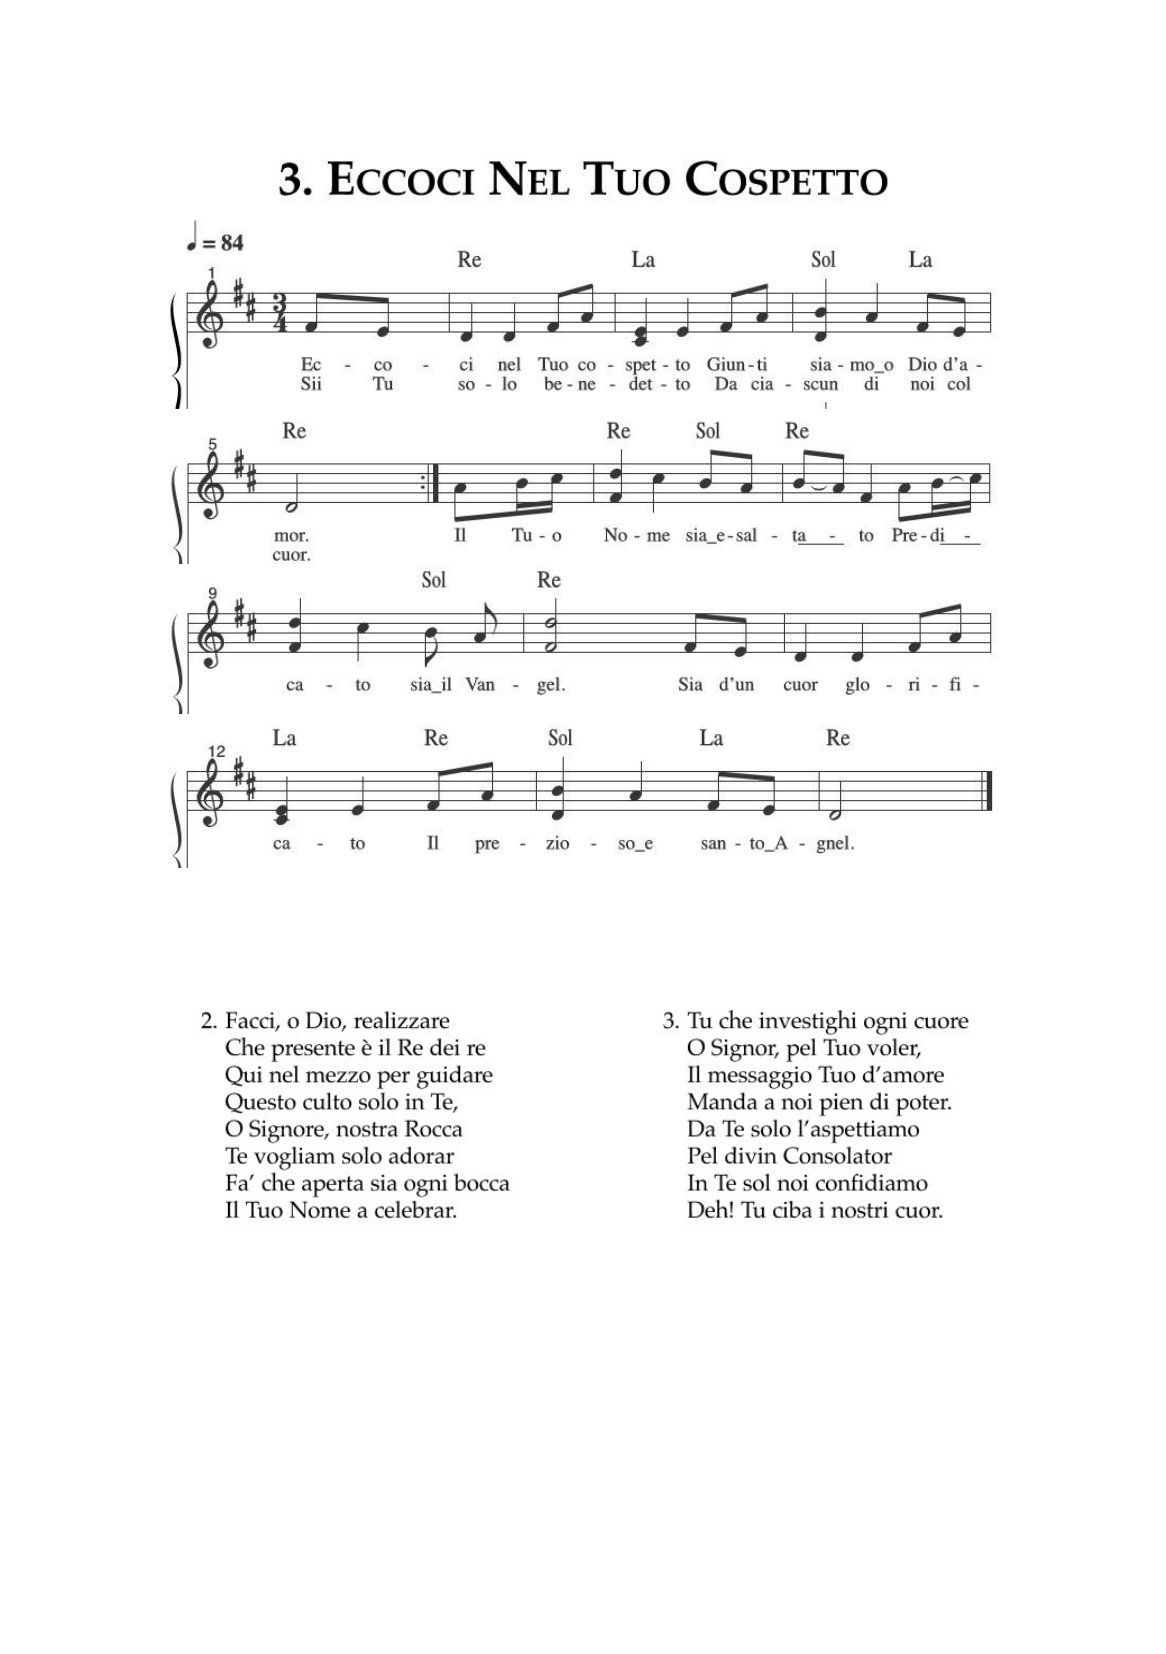 3. Eccoci Nel Tuo Cospetto
= 84
Re La Sol La
1
3
4
Ec - co - ci nel Tuo co - spet - to Giun - ti sia - mo_o Dio d'a -
Sii Tu so - lo be - ne - det - to Da cia - scun di noi col
Re Re Sol Re
5
mor. Il Tu - o No - me sia_e - sal - ta - to Pre - di -
cuor.
Sol Re
9
ca - to sia_il Van - gel. Sia d'un cuor glo - ri - fi -
La Re Sol La Re
12
ca - to Il pre - zio - so_e san - to_A - gnel.
2. Facci, o Dio, realizzare
Che presente è il Re dei re
Qui nel mezzo per guidare
Questo culto solo in Te,
O Signore, nostra Rocca
Te vogliam solo adorar
Fa' che aperta sia ogni bocca
Il Tuo Nome a celebrar.
3. Tu che investighi ogni cuore
O Signor, pel Tuo voler,
Il messaggio Tuo d'amore
Manda a noi pien di poter.
Da Te solo l'aspettiamo
Pel divin Consolator
In Te sol noi confidiamo
Deh! Tu ciba i nostri cuor.